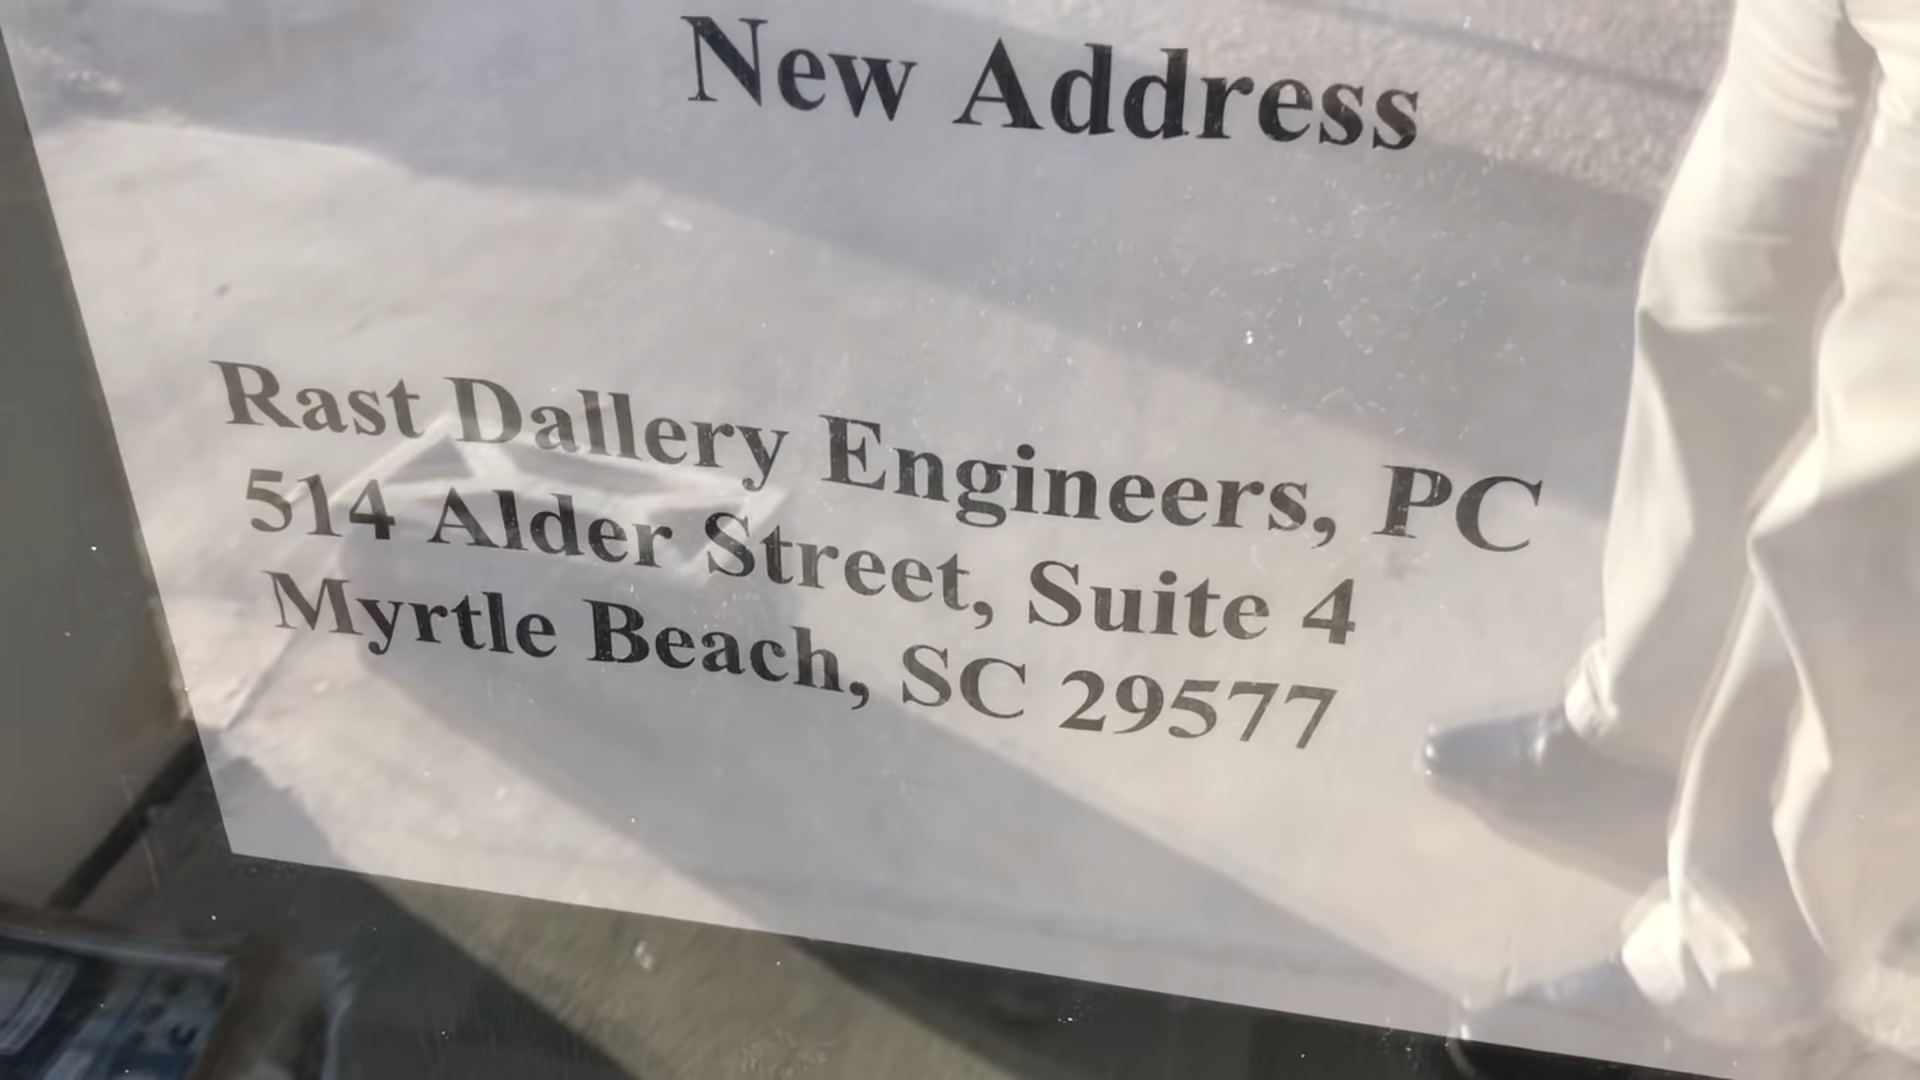 New Address
Rast Dallery Engineers, PC
514 Alder Street, Suite 4
Myrtle Beach, SC 29577